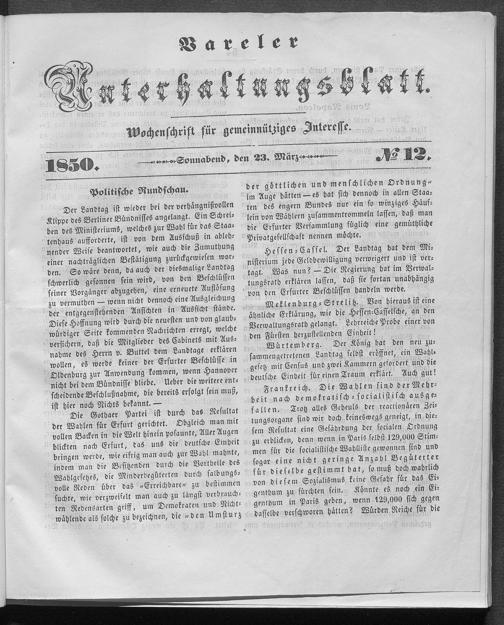 Vareler
Unterhaltungsblatt.
Wochenschrift für gemeinnütziges Interesse.
1850. Sonnabend, den 23. März № 12.
Politische Rundschau.
Der Landtag ist wieder bei der verhängnißvollen
Klippe des Berliner Bündnisses angelangt. Ein Schrei-
ben des Ministeriums, welches zur Wahl für das Staa-
tenhaus aufforderte, ist von dem Ausschuß in ableh-
nender Weise beantwortet, wie auch die Zumuthung
einer nachträglichen Bestätigung zurückgewiesen wor-
den. So wäre denn, da auch der diesmalige Landtag
schwerlich gesonnen sein wird, von den Beschlüssen
seiner Vorgänger abzugehen, eine erneuete Auflösung
zu vermuthen — wenn nicht dennoch eine Ausgleichung
der entgegenstehenden Ansichten in Aussicht stände.
Diese Hoffnung wird durch die neuesten und von glaub-
würdiger Seite kommenden Nachrichten erregt, welche
versichern, daß die Mitglieder des Cabinets mit Aus-
nahme des Herrn v. Buttel dem Landtage erklären
wollen, es werde keiner der Erfurter Beschlüsse in
Oldenburg zur Anwendung kommen, wenn Hannover
nicht bei dem Bündnisse bliebe. Ueber die weitere ent-
scheidende Beschlußnahme, die bereits erfolgt sein muß,
ist hier noch Nichts bekannt. —
Die Gothaer Partei ist durch das Resultat
der Wahlen für Erfurt gerichtet. Obgleich man mit
vollen Backen in die Welt hinein posaunte, Aller Augen
blickten nach Erfurt, das uns die deutsche Einheit
bringen werde, wie eifrig man auch zur Wahl mahnte,
indem man die Besitzenden durch die Vortheile des
Wahlgesetzes, die Minderbegüterten durch salbungs-
volle Reden über das »Erreichbare« zu bestimmen
suchte, wie verzweifelt man auch zu längst verbrauch-
ten Redensarten griff, um Demokraten und Nicht-
wählende als solche zu bezeichnen, die »den Umsturz
der göttlichen und menschlichen Ordnung«
im Auge hätten — es hat sich dennoch in allen Staa-
ten des engern Bundes nur ein so winziges Häuf-
lein von Wählern zusammentrommeln lassen, daß man
die Erfurter Versammlung füglich eine gemüthliche
Privatgesellschaft nennen möchte.
Hessen-Cassel. Der Landtag hat dem Mi-
nisterium jede Geldbewilligung verweigert und ist ver-
tagt. Was nun? — Die Regierung hat im Verwal-
tungsrath erklären lassen, daß sie fortan unabhängig
von den Erfurter Beschlüssen handeln werde.
Mecklenburg-Strelitz. Von hieraus ist eine
ähnliche Erklärung, wie die Hessen-Casselsche, an den
Verwaltungsrath gelangt. Lehrreiche Probe einer von
den Fürsten herzustellenden Einheit!
Würtemberg. Der König hat den neu zu-
sammengetretenen Landtag selbst eröffnet, ein Wahl-
gesetz mit Census und zwei Kammern gefordert und die
deutsche Einheit für einen Traum erklärt. Auch gut!
Frankreich. Die Wahlen sind der Mehr-
heit nach demokratisch-socialistisch ausge-
fallen. Trotz alles Gebrülls der reactionären Zei-
tungsorgane sind wir doch keineswegs geneigt, in die-
sem Resultat eine Gefährdung der socialen Ordnung
zu erblicken, denn wenn in Paris selbst 129,000 Stim-
men für die socialistische Wahlliste gewonnen sind und
sogar eine nicht geringe Anzahl Begüterter
für dieselbe gestimmt hat, so muß doch wahrlich
von diesem Socialismus keine Gefahr für das Ei-
genthum zu fürchten sein. Könnte es noch ein Ei-
genthum in Paris geben, wenn 129,000 sich gegen
dasselbe verschworen hätten? Würden Reiche für die